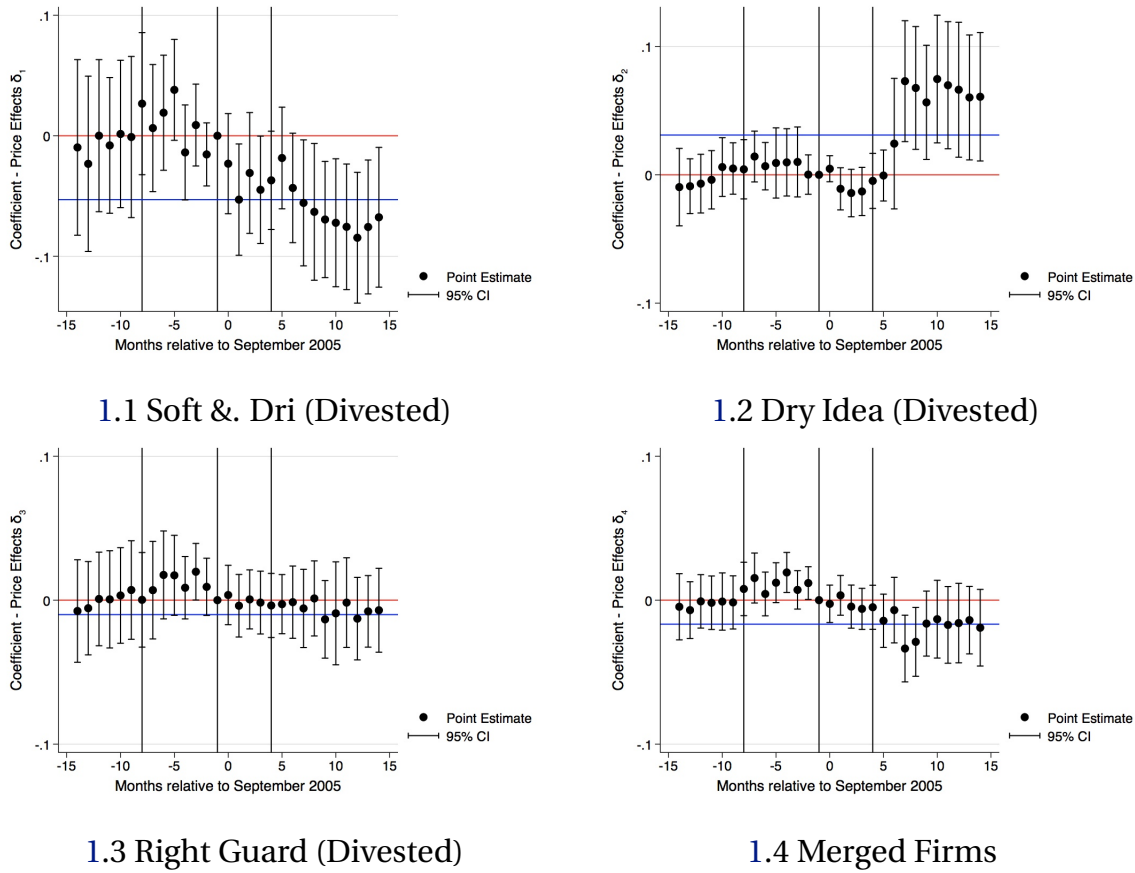 .1
0
-.1
Coefficient - Price Effects δ1
-15 -10 -5 0 5 10 15
Months relative to September 2005
Point Estimate
95% CI
1.1 Soft &. Dri (Divested)
.1
0
-.1
Coefficient - Price Effects δ2
-15 -10 -5 0 5 10 15
Months relative to September 2005
Point Estimate
95% CI
1.2 Dry Idea (Divested)
.1
0
-.1
Coefficient - Price Effects δ3
-15 -10 -5 0 5 10 15
Months relative to September 2005
Point Estimate
95% CI
1.3 Right Guard (Divested)
.1
0
-.1
Coefficient - Price Effects δ4
-15 -10 -5 0 5 10 15
Months relative to September 2005
Point Estimate
95% CI
1.4 Merged Firms